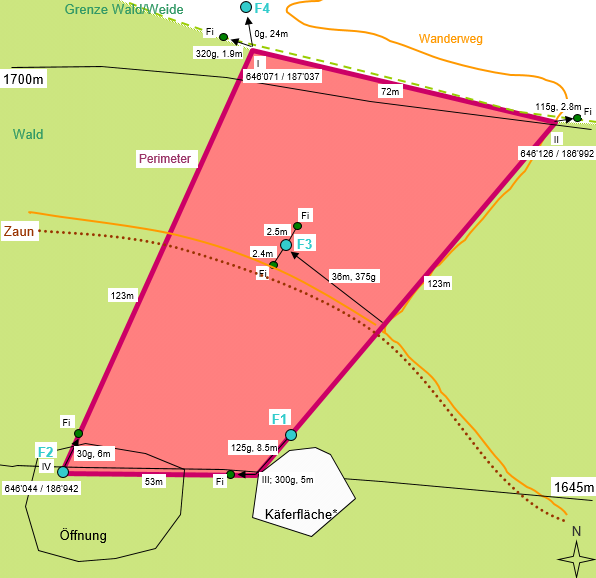 Grenze Wald/Weide
F4
Fi
0g, 24m
Wanderweg
320g, 1.9m
I
646'071 / 187'037
1700m
72m
115g, 2.8m
Fi
Wald
II
646'126 / 186'992
Perimeter
Fi
Zaun
2.5m
F3
2.4m
Fi
36m, 375g
123m
123m
Fi
F1
F2
30g, 6m
125g, 8.5m
IV
646'044 / 186'942
53m
Fi
III; 300g, 5m
1645m
Käferfläche*
Öffnung
N